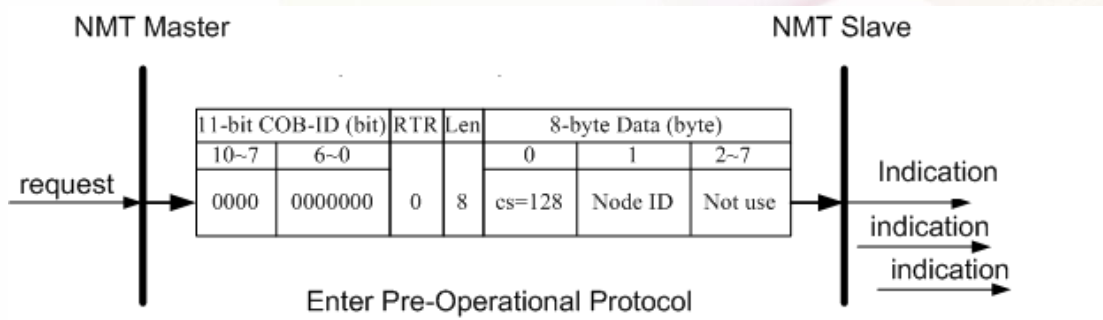 NMT Master NMT Slave
11-bit COB-ID (bit) RTR Len 8-byte Data (byte)
10~7 6~0 0 1 2~7
request 0000 0000000 0 8 cs=128 Node ID Not use Indication
indication
indication
Enter Pre-Operational Protocol